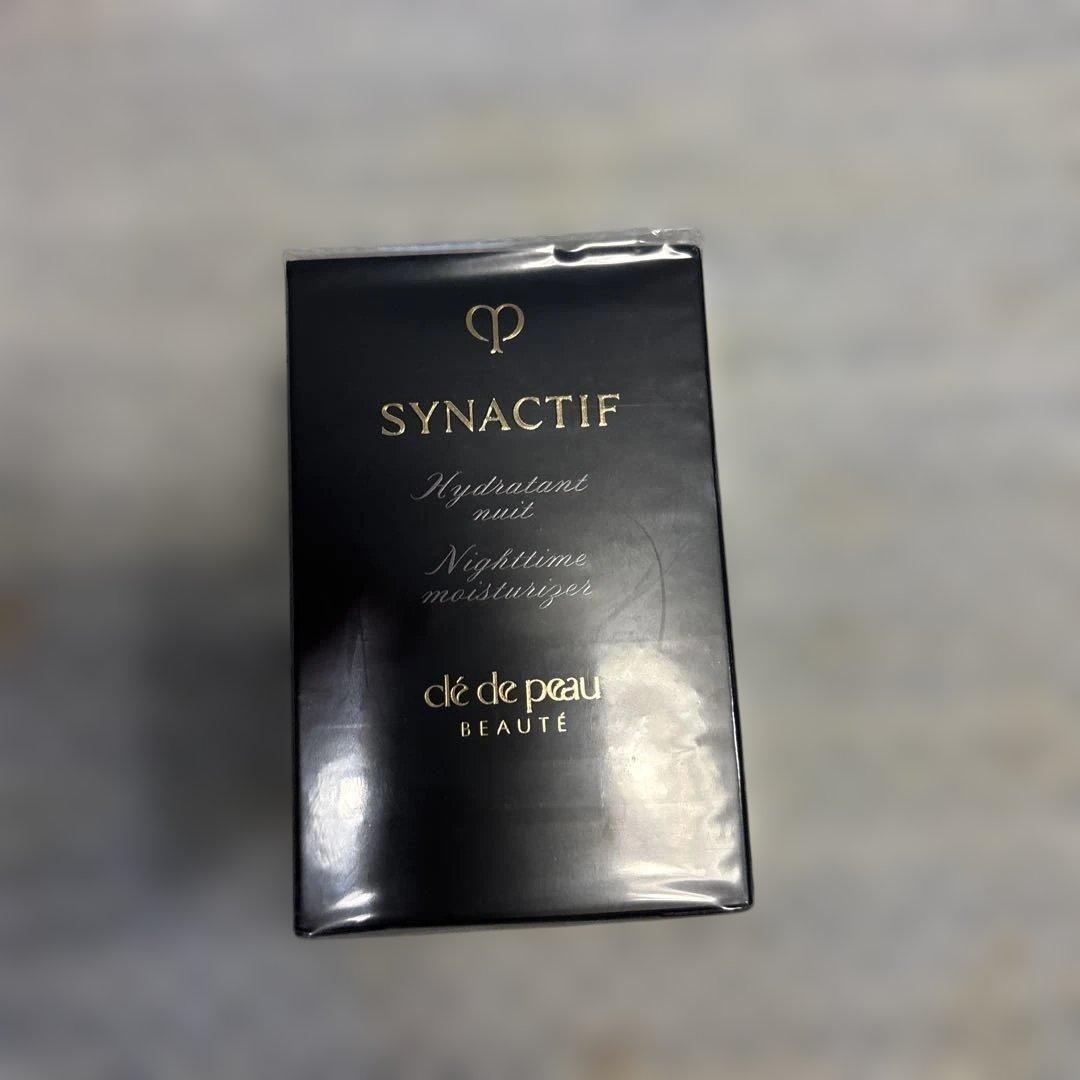 SYNACTIF
Hydratant
nuit
Nighttime
moisturizer
clé de peau
BEAUTÉ